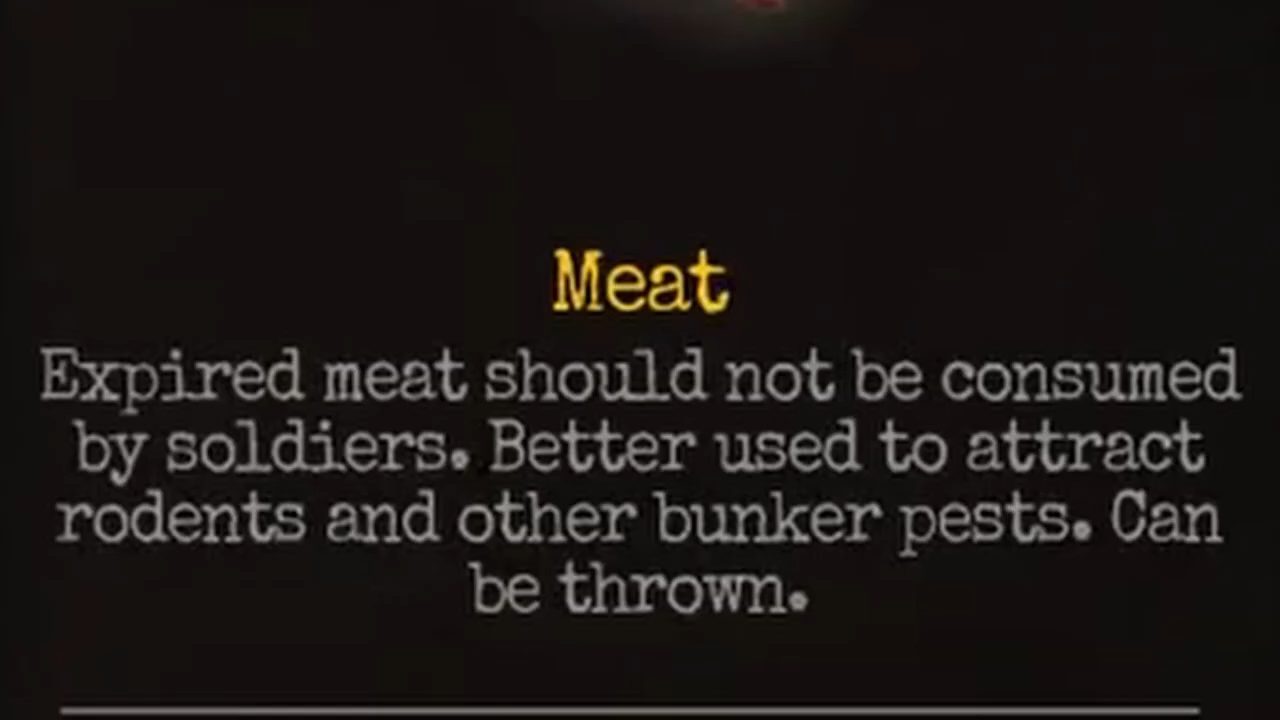 Meat
Expired meat should not be consumed
by soldiers. Better used to attract
rodents and other bunker pests. Can
be thrown.